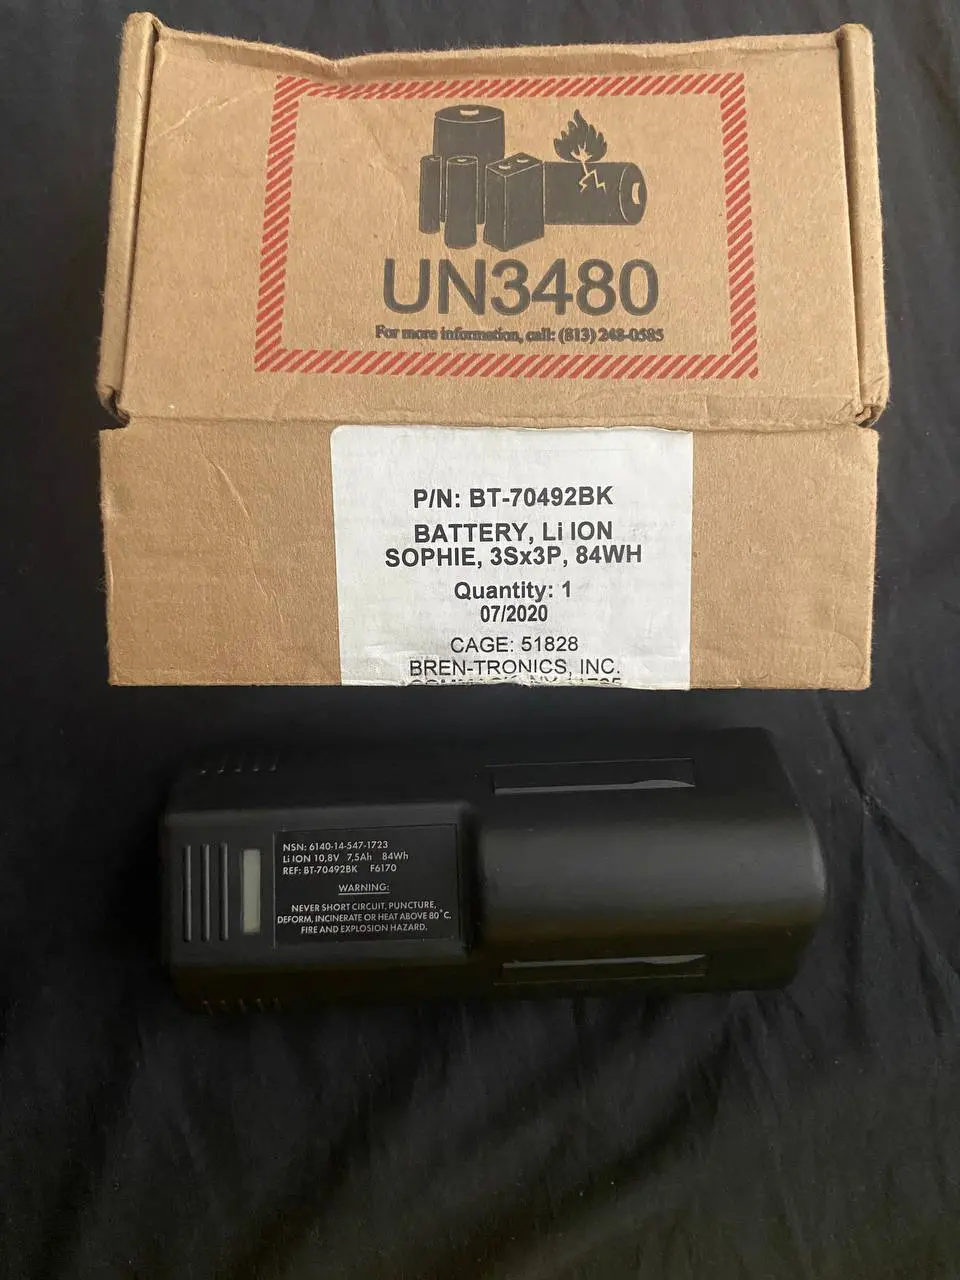 UN3480
For more information, call: (813) 248-0585
P/N: BT-70492BK
BATTERY, Li ION
SOPHIE, 3Sx3P, 84WH
Quantity: 1
07/2020
CAGE: 51828
BREN-TRONICS, INC.
NSN: 6140-14-547-1723
Li ION 10,8V 7,5Ah 84Wh
REF: BT-70492BK F6170
WARNING:
NEVER SHORT CIRCUIT, PUNCTURE,
DEFORM, INCINERATE OR HEAT ABOVE 80°C.
FIRE AND EXPLOSION HAZARD.